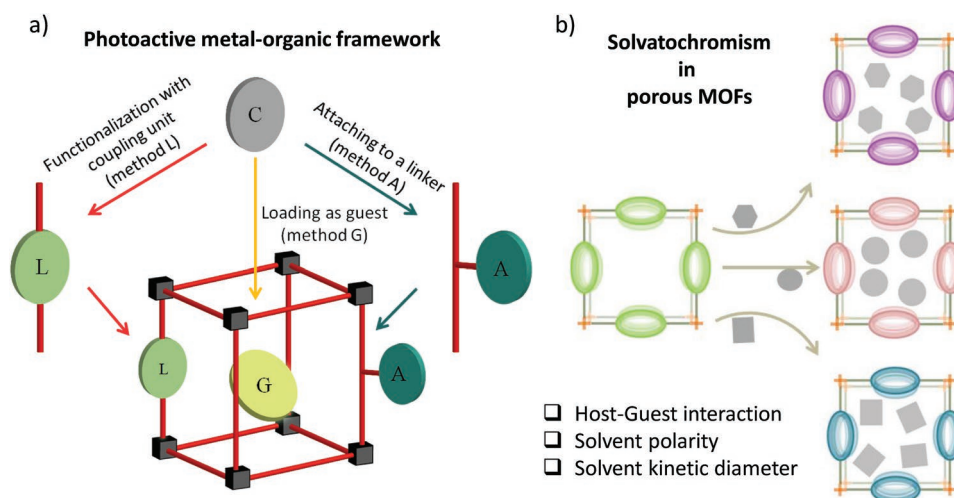 a)
Photoactive metal-organic framework
C
Functionalization with
coupling unit
(method L)
Attaching to a linker
(method A)
Loading as guest
(method G)
L
A
L
G
A
b)
Solvatochromism
in
porous MOFs
❑ Host-Guest interaction
❑ Solvent polarity
❑ Solvent kinetic diameter